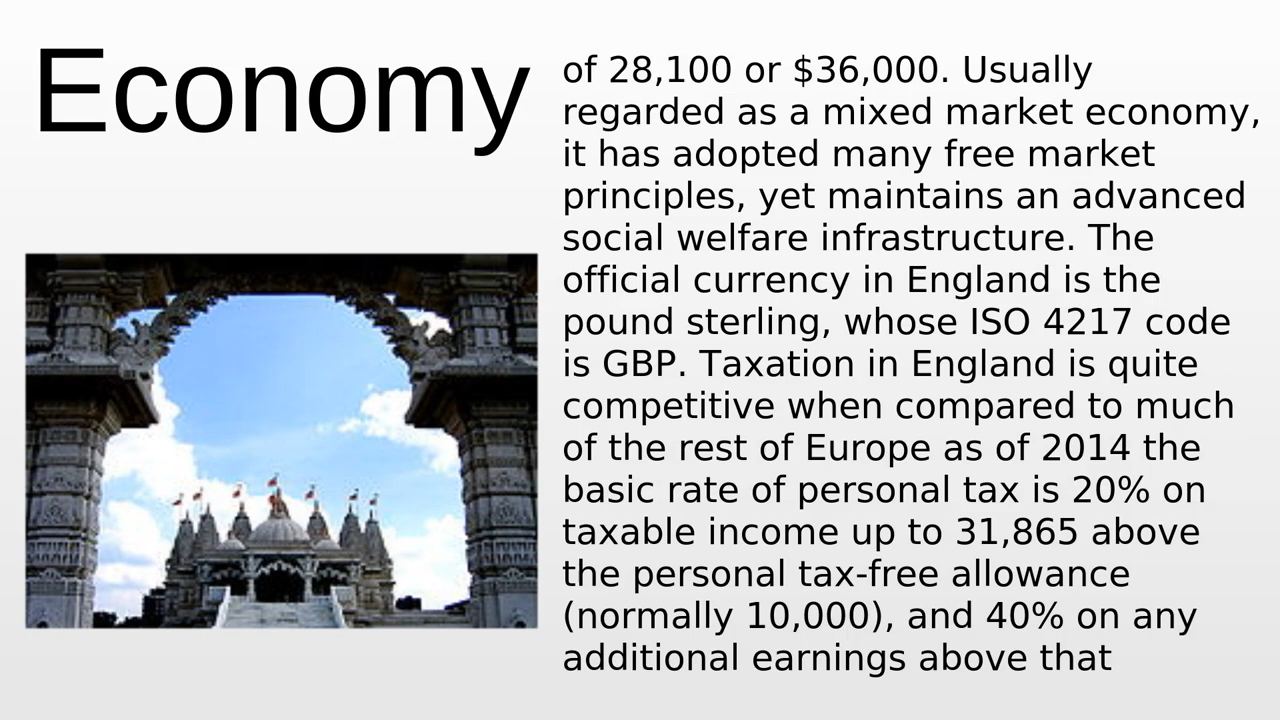 Economy
of 28,100 or $36,000. Usually
regarded as a mixed market economy,
it has adopted many free market
principles, yet maintains an advanced
social welfare infrastructure. The
official currency in England is the
pound sterling, whose ISO 4217 code
is GBP. Taxation in England is quite
competitive when compared to much
of the rest of Europe as of 2014 the
basic rate of personal tax is 20% on
taxable income up to 31,865 above
the personal tax-free allowance
(normally 10,000), and 40% on any
additional earnings above that